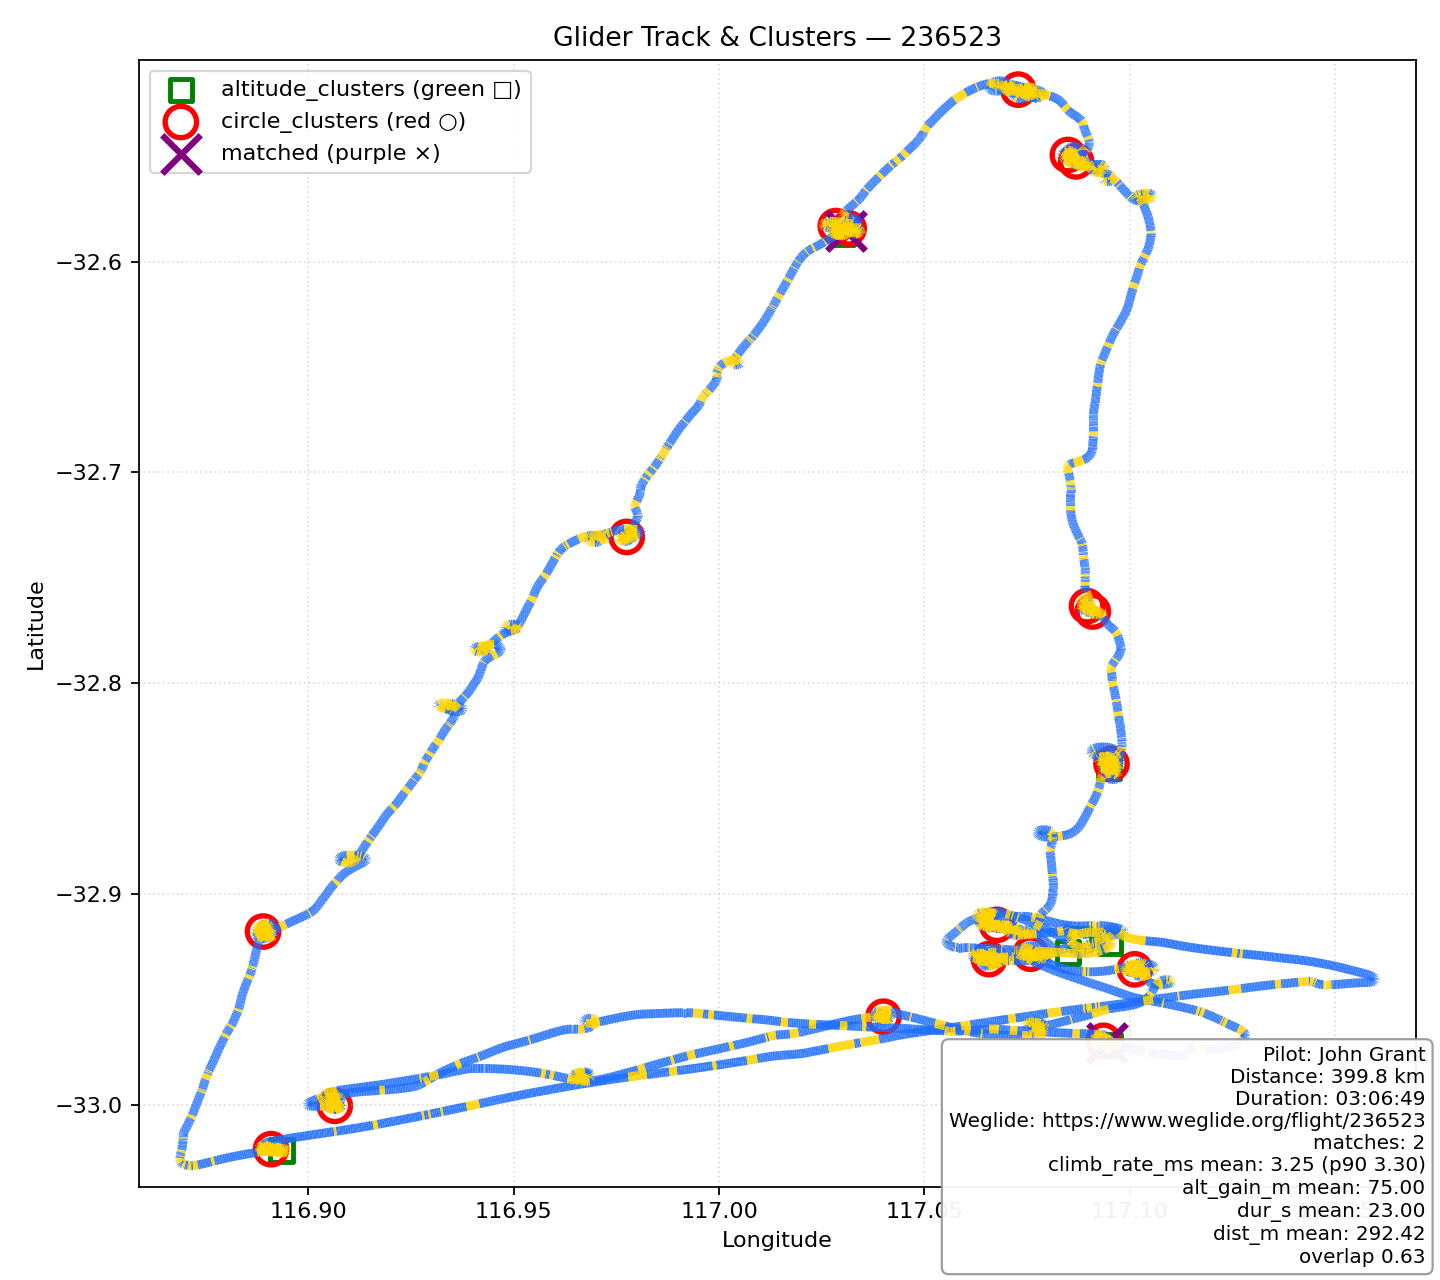 Glider Track & Clusters — 236523
altitude_clusters (green □)
circle_clusters (red ○)
matched (purple ×)
Latitude
−32.6
−32.7
−32.8
−32.9
−33.0
116.90
116.95
117.00
117.05
117.10
Longitude
Pilot: John Grant
Distance: 399.8 km
Duration: 03:06:49
Weglide: https://www.weglide.org/flight/236523
matches: 2
climb_rate_ms mean: 3.25 (p90 3.30)
alt_gain_m mean: 75.00
dur_s mean: 23.00
dist_m mean: 292.42
overlap 0.63